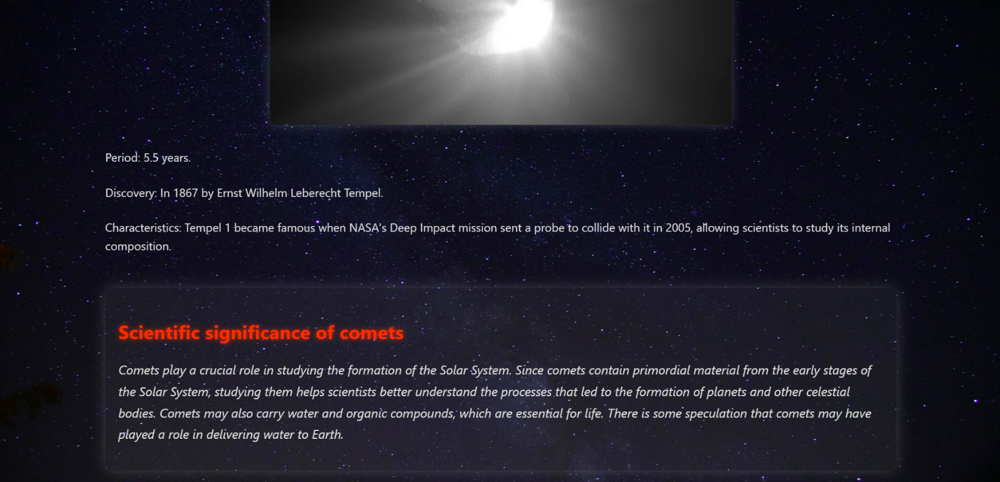 Period: 5.5 years.
Discovery: In 1867 by Ernst Wilhelm Leberecht Tempel.
Characteristics: Tempel 1 became famous when NASA's Deep Impact mission sent a probe to collide with it in 2005, allowing scientists to study its internal
composition.
Scientific significance of comets
Comets play a crucial role in studying the formation of the Solar System. Since comets contain primordial material from the early stages of
the Solar System, studying them helps scientists better understand the processes that led to the formation of planets and other celestial
bodies. Comets may also carry water and organic compounds, which are essential for life. There is some speculation that comets may have
played a role in delivering water to Earth.